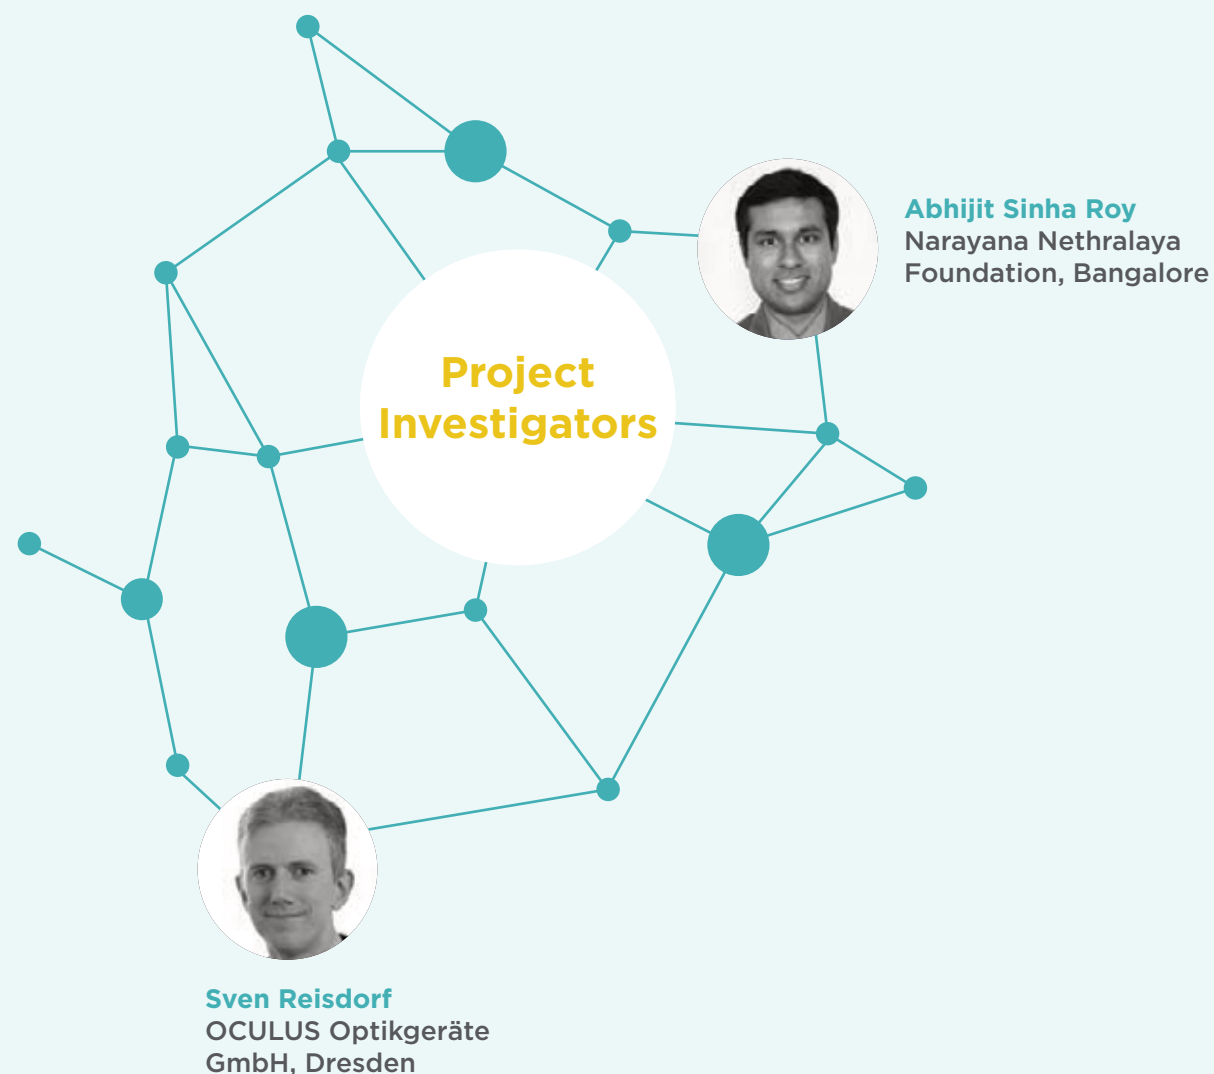 Project
Investigators
Abhijit Sinha Roy
Narayana Nethralaya
Foundation, Bangalore
Sven Reisdorf
OCULUS Optikgeräte
GmbH, Dresden